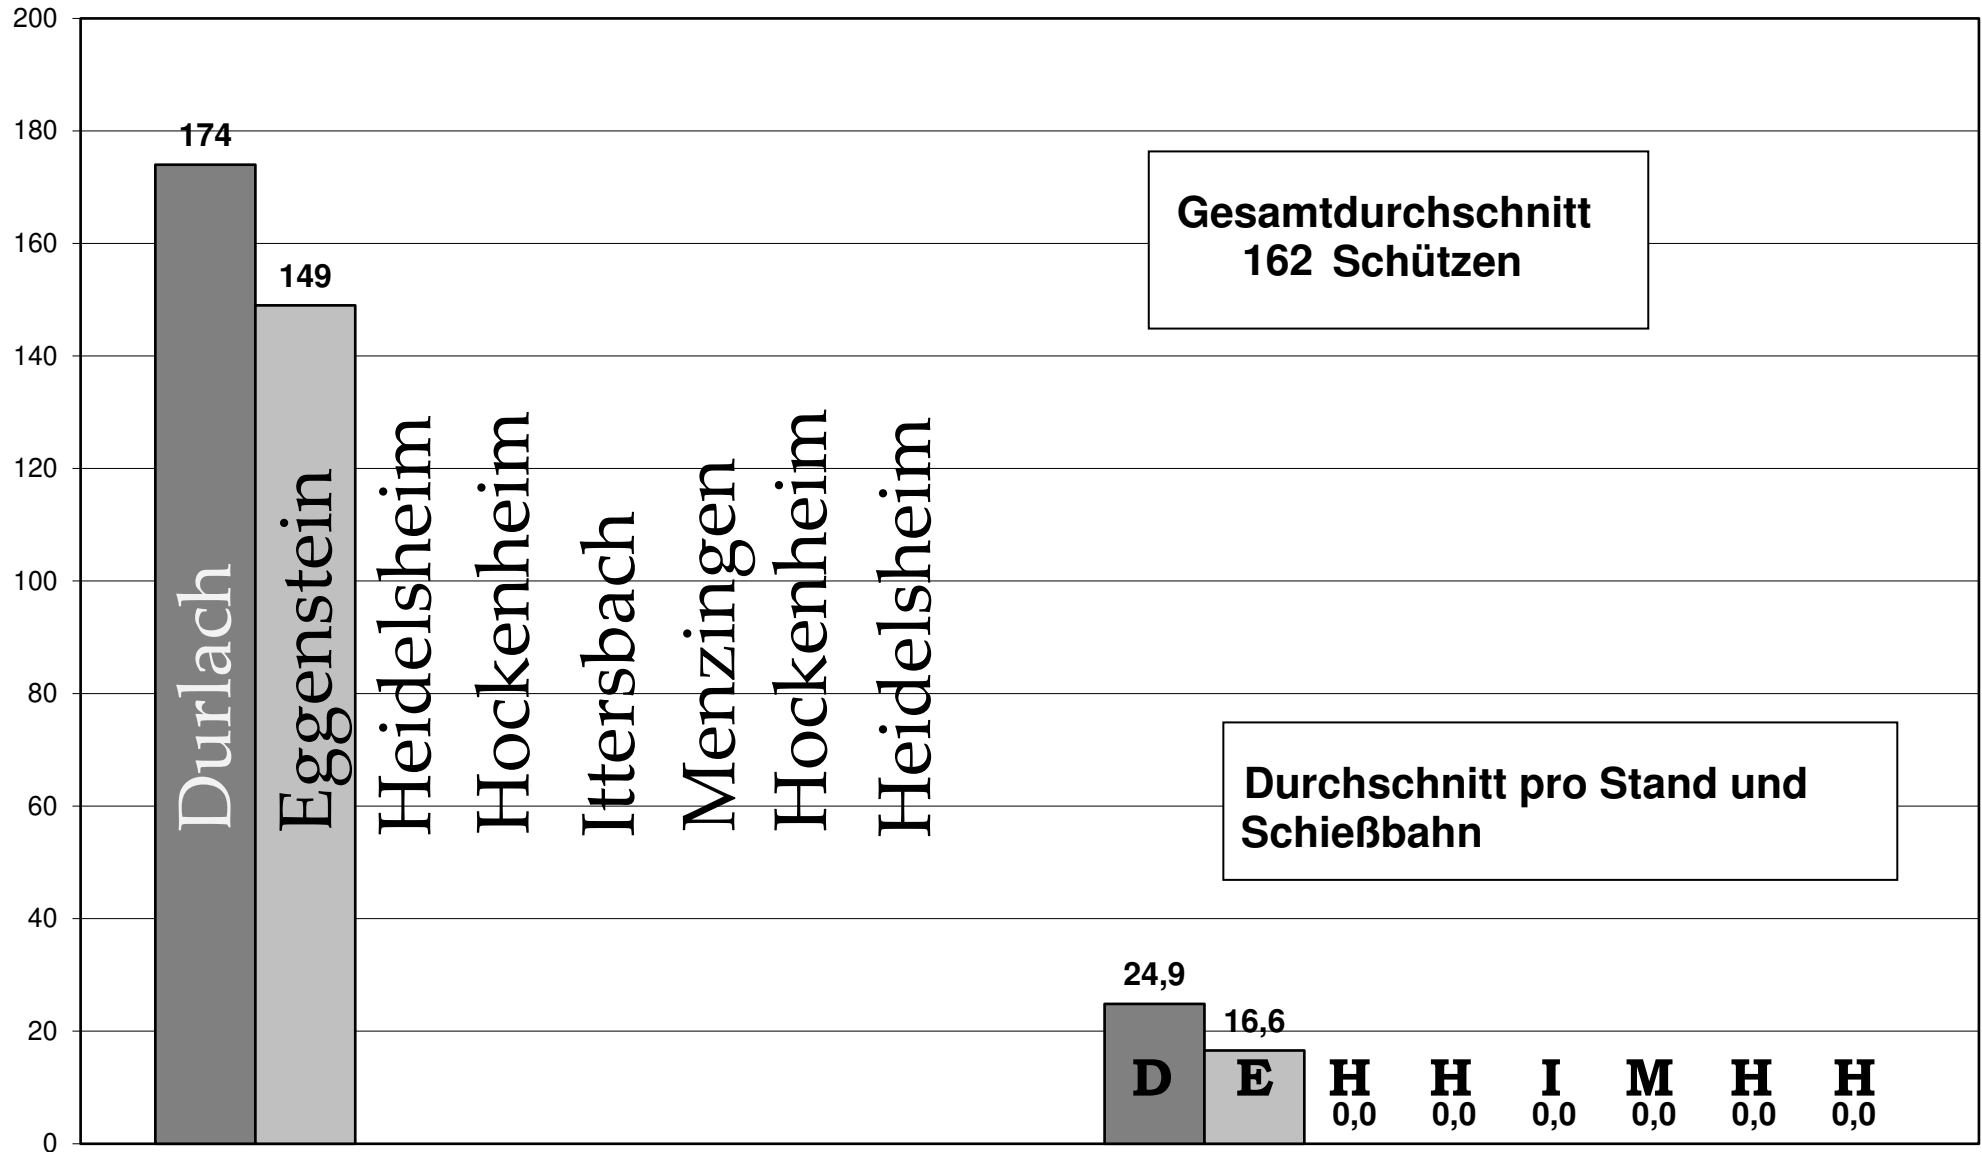 200
180
160
140
120
100
80
60
40
20
0
174
149
Durlach
Eggenstein
Heidelsheim
Hockenheim
Ittersbach
Menzingen
Hockenheim
Heidelsheim
Gesamtdurchschnitt
162 Schützen
Durchschnitt pro Stand und
Schießbahn
24,9
16,6
D E H H I M H H
0,0 0,0 0,0 0,0 0,0 0,0